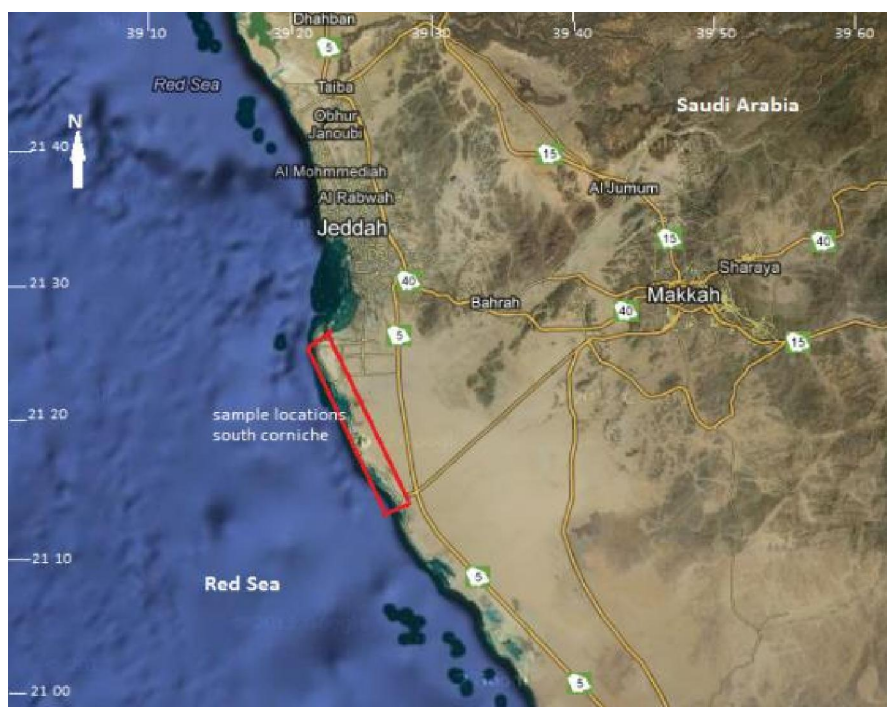 39 10
39 20
39 30
39 40
39 50
39 60
Dhahban
5
Red Sea
Taiba
Saudi Arabia
Obhur
Janoubi
N
21 40
15
Al Mohmmediah
Al Jumum
Al Rabwah
Jeddah
15
40
Sharaya
21 30
40
Bahrah
Makkah
40
5
15
21 20
sample locations
south corniche
21 10
5
Red Sea
21 00
5